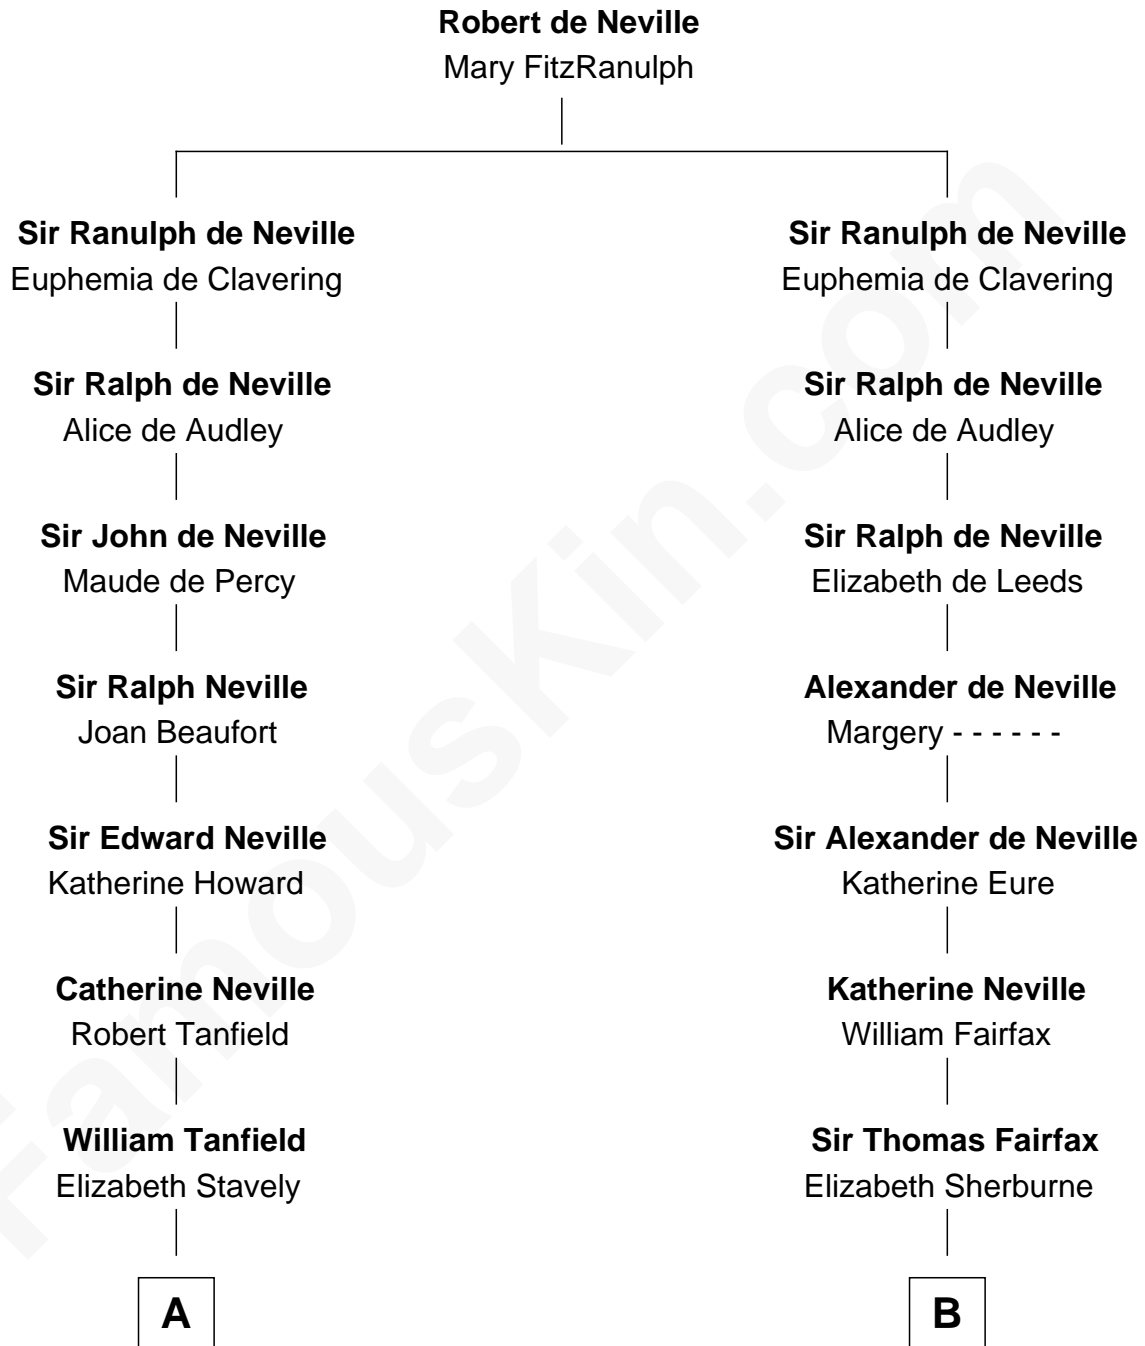 Robert de Neville
Mary FitzRanulph
Sir Ranulph de Neville
Euphemia de Clavering
Sir Ralph de Neville
Alice de Audley
Sir John de Neville
Maude de Percy
Sir Ralph Neville
Joan Beaufort
Sir Edward Neville
Katherine Howard
Catherine Neville
Robert Tanfield
William Tanfield
Elizabeth Stavely
A
Sir Ranulph de Neville
Euphemia de Clavering
Sir Ralph de Neville
Alice de Audley
Sir Ralph de Neville
Elizabeth de Leeds
Alexander de Neville
Margery - - - - - -
Sir Alexander de Neville
Katherine Eure
Katherine Neville
William Fairfax
Sir Thomas Fairfax
Elizabeth Sherburne
B
FamousKin.com